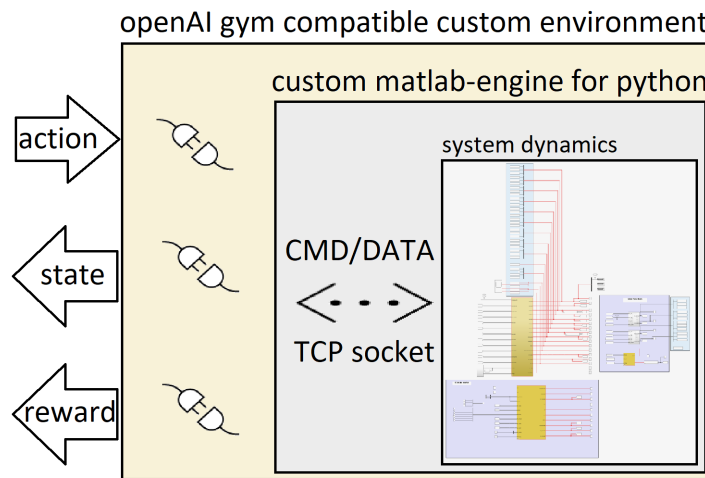 openAI gym compatible custom environment
custom matlab-engine for python
action
system dynamics
CMD/DATA
state
TCP socket
reward